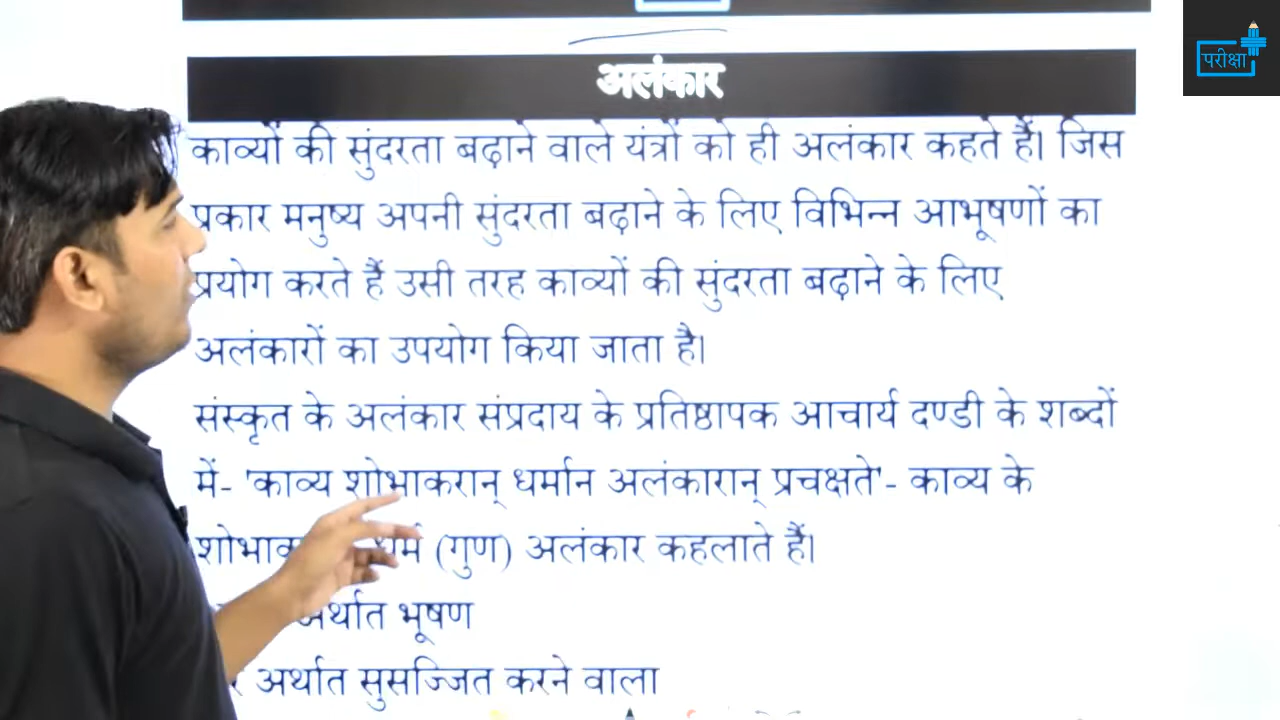 अलंकार
परीक्षा
काव्यों की सुंदरता बढ़ाने वाले यंत्रों को ही अलंकार कहते हैं। जिस
प्रकार मनुष्य अपनी सुंदरता बढ़ाने के लिए विभिन्न आभूषणों का
प्रयोग करते हैं उसी तरह काव्यों की सुंदरता बढ़ाने के लिए
अलंकारों का उपयोग किया जाता है।
संस्कृत के अलंकार संप्रदाय के प्रतिष्ठापक आचार्य दण्डी के शब्दों
में- 'काव्य शोभाकरान् धर्मान अलंकारान् प्रचक्षते'- काव्य के
धर्म (गुण) अलंकार कहलाते हैं।
अर्थात भूषण
अर्थात सुसज्जित करने वाला